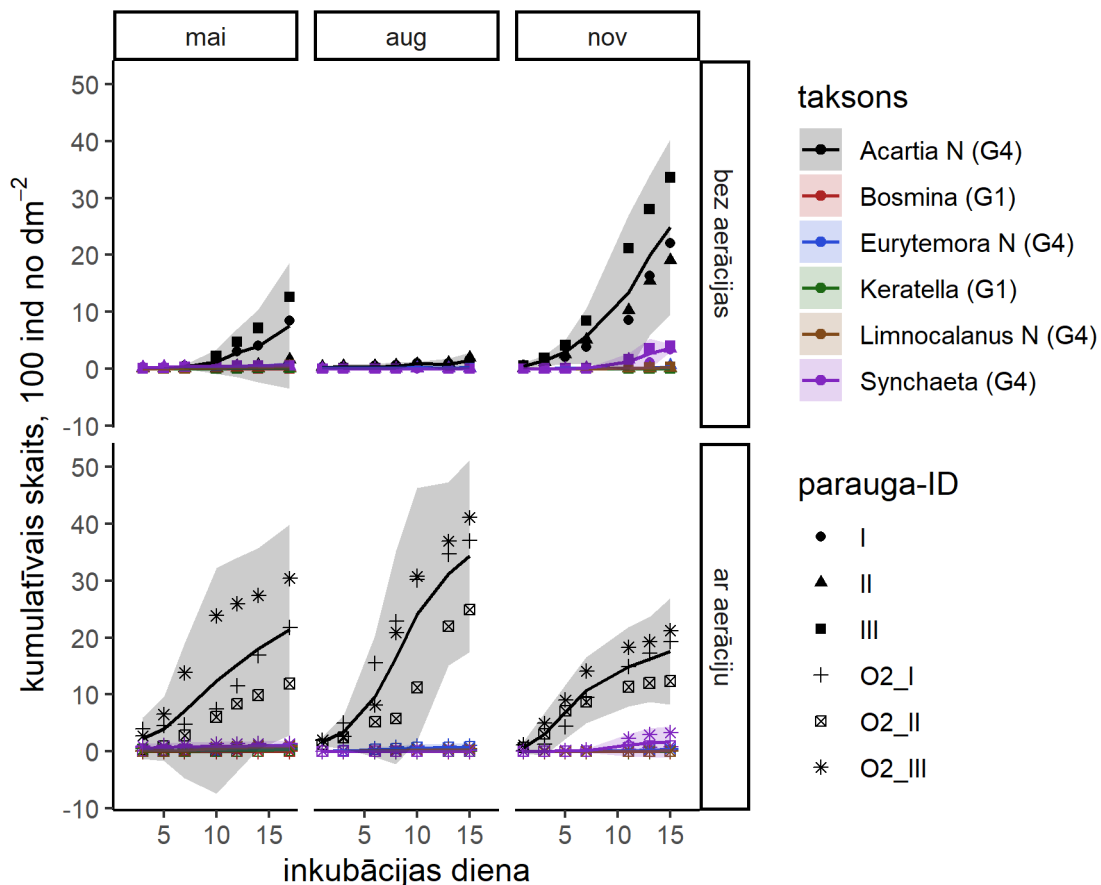 mai
aug
nov
50
40
30
20
10
0
-10
bez aerācijas
50
40
30
20
10
0
-10
ar aerāciju
5 10 15
5 10 15
5 10 15
inkubācijas diena
kumulatīvais skaits, 100 ind no dm⁻²
taksons
Acartia N (G4)
Bosmina (G1)
Eurytemora N (G4)
Keratella (G1)
Limnocalanus N (G4)
Synchaeta (G4)
parauga-ID
I
II
III
O2_I
O2_II
O2_III